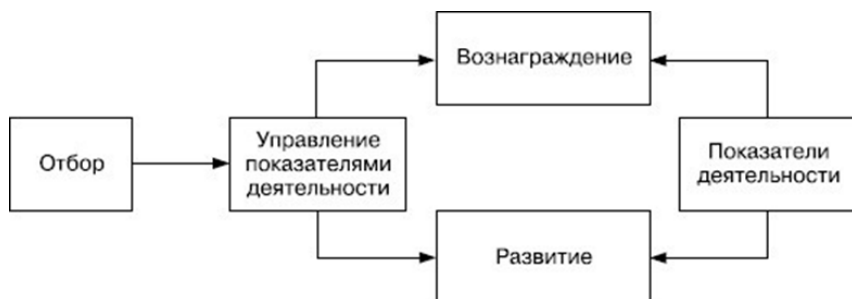 Вознаграждение
Отбор
Управление
показателями
деятельности
Показатели
деятельности
Развитие